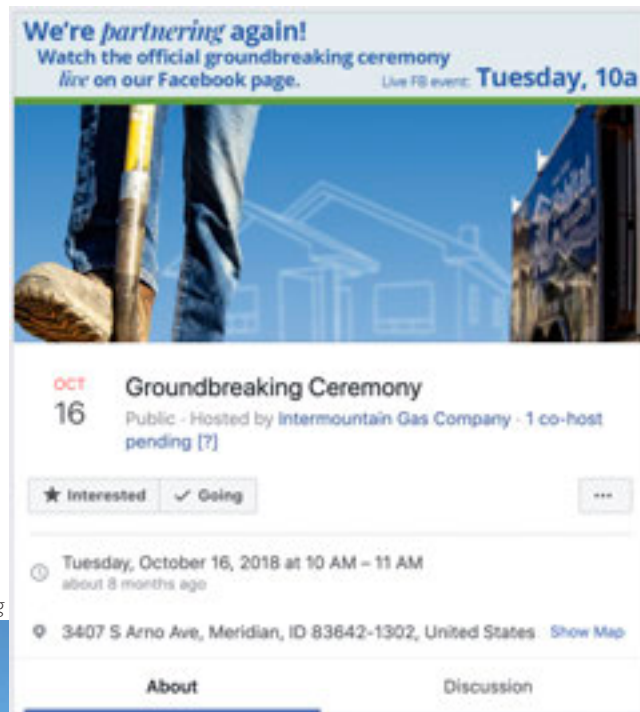 We're partnering again!
Watch the official groundbreaking ceremony
live on our Facebook page.
Live FB event: Tuesday, 10a
Habitat
OCT
16
Groundbreaking Ceremony
Public · Hosted by Intermountain Gas Company · 1 co-host
pending [?]
★ Interested
✓ Going
...
Tuesday, October 16, 2018 at 10 AM – 11 AM
about 8 months ago
3407 S Arno Ave, Meridian, ID 83642-1302, United States Show Map
g
About
Discussion